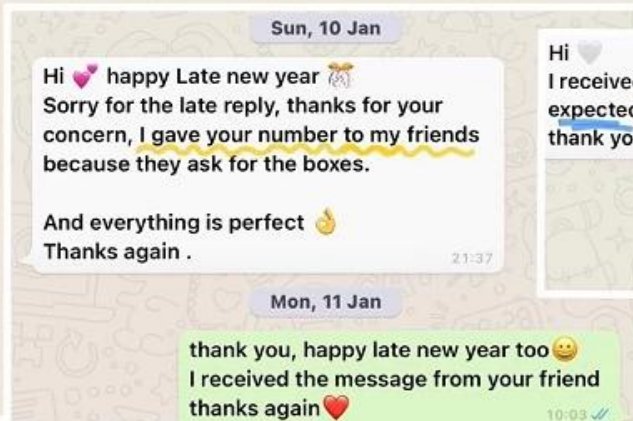 Sun, 10 Jan
Hi 💕 happy Late new year 🎊
Sorry for the late reply, thanks for your
concern, I gave your number to my friends
because they ask for the boxes.
And everything is perfect 👌
Thanks again .
21:37
Mon, 11 Jan
thank you, happy late new year too😀
I received the message from your friend
thanks again❤️
10:03
Hi 🤍
I receive
expected
thank yo